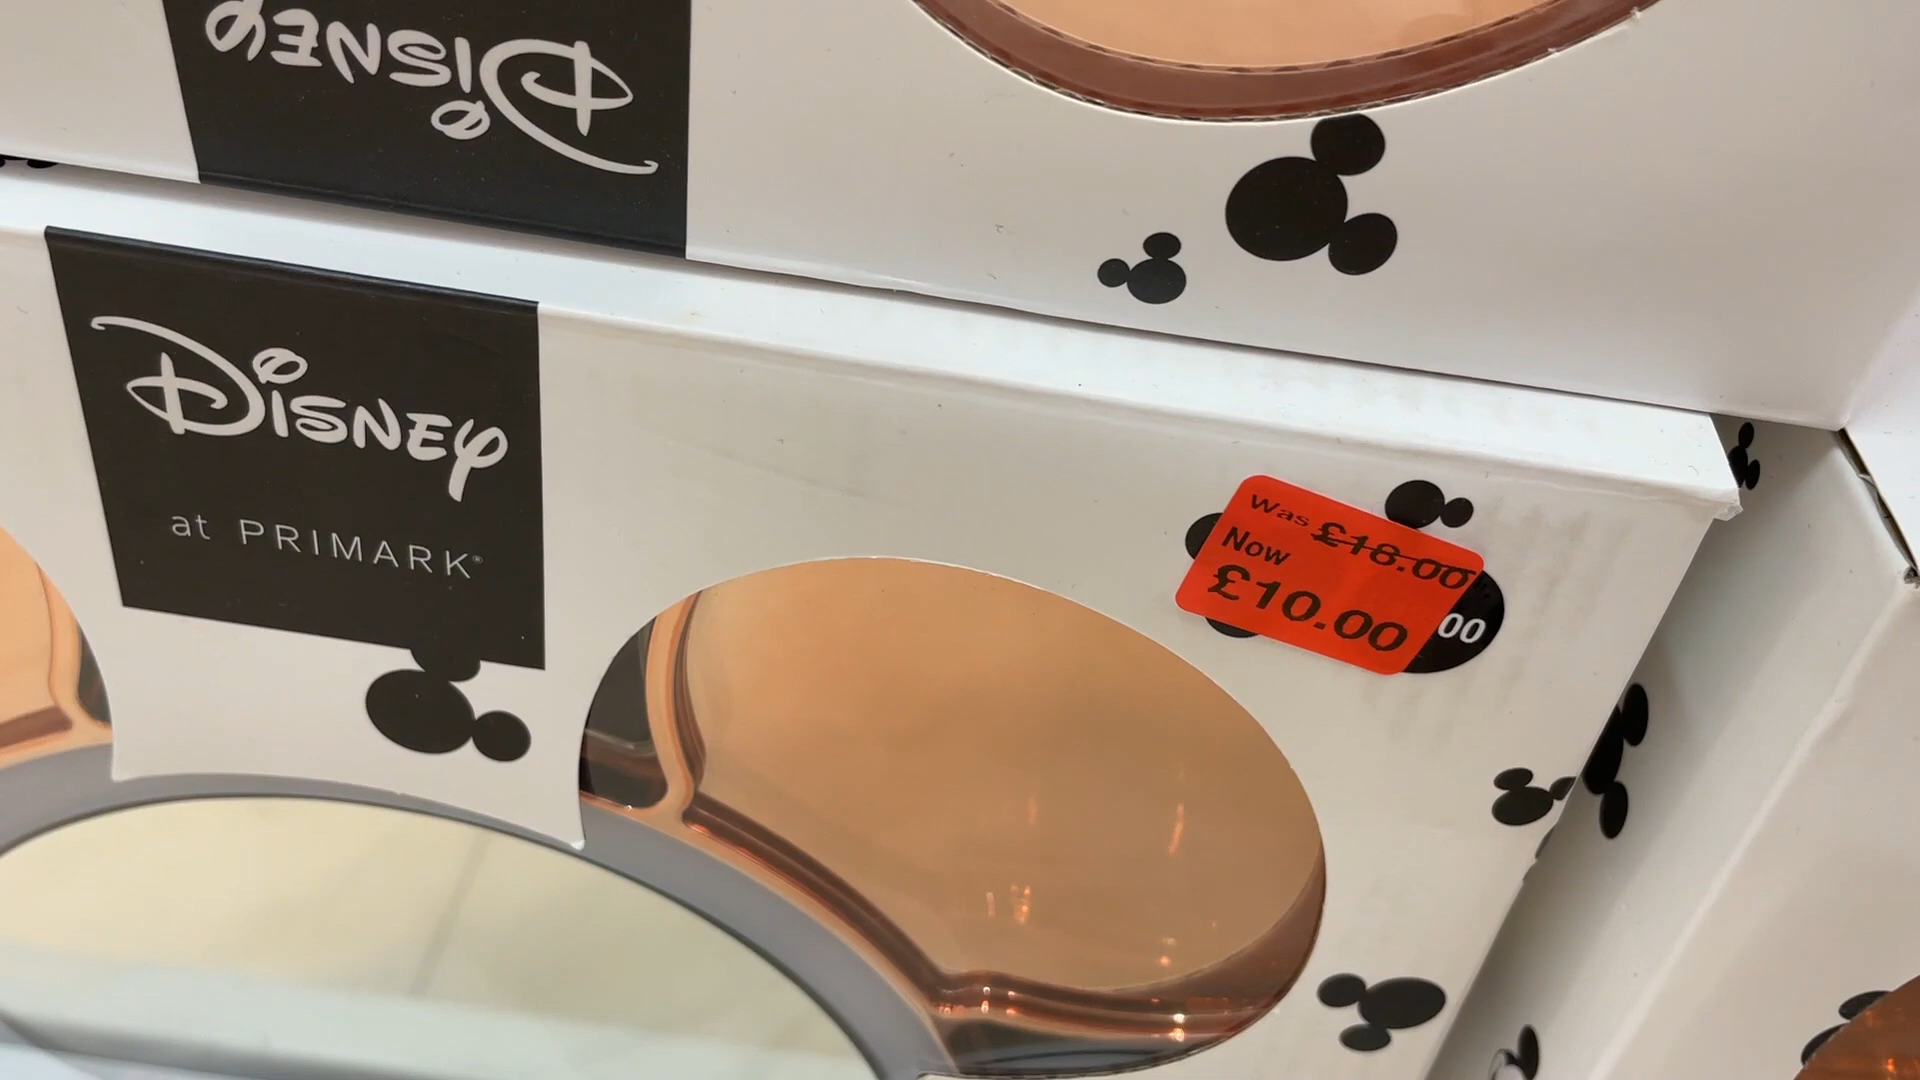 DISNEY
DISNEY
at PRIMARK®
Was £18.00
Now
£10.00
00